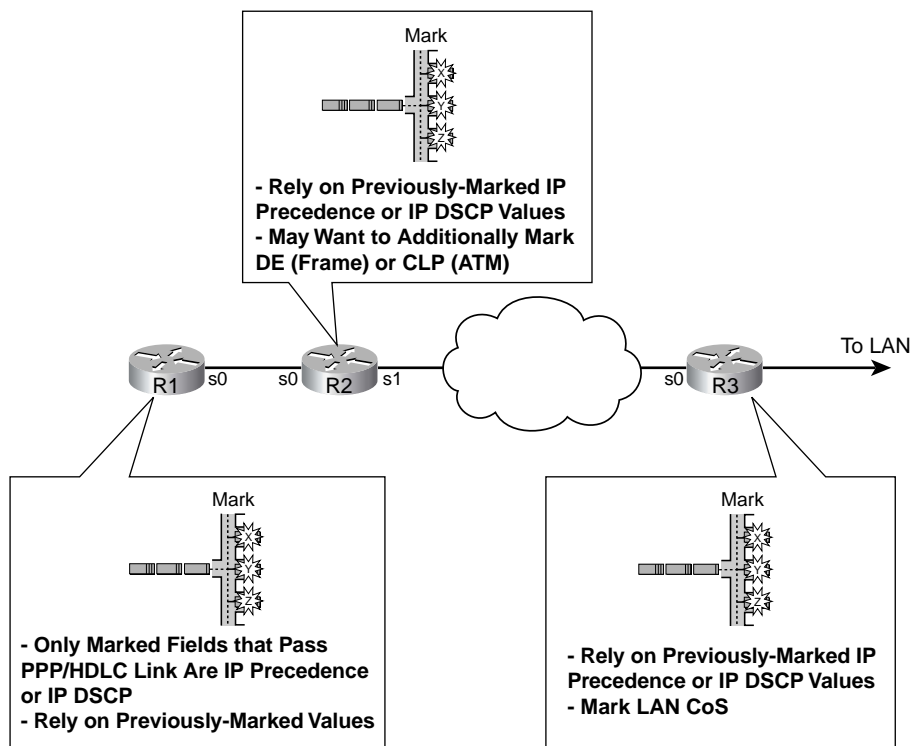 Mark
X
Y
Z
- Rely on Previously-Marked IP
Precedence or IP DSCP Values
- May Want to Additionally Mark
DE (Frame) or CLP (ATM)
To LAN
R1
s0
s0
R2
s1
s0
R3
Mark
X
Y
Z
- Only Marked Fields that Pass
PPP/HDLC Link Are IP Precedence
or IP DSCP
- Rely on Previously-Marked Values
Mark
X
Y
Z
- Rely on Previously-Marked IP
Precedence or IP DSCP Values
- Mark LAN CoS